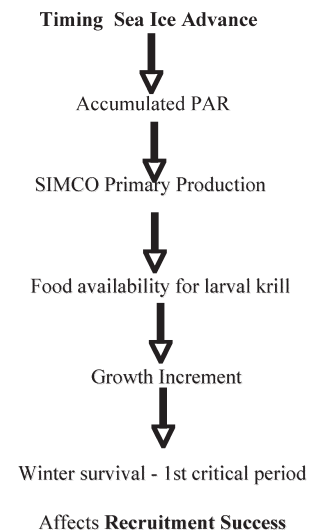 Timing Sea Ice Advance
Accumulated PAR
SIMCO Primary Production
Food availability for larval krill
Growth Increment
Winter survival - 1st critical period
Affects Recruitment Success